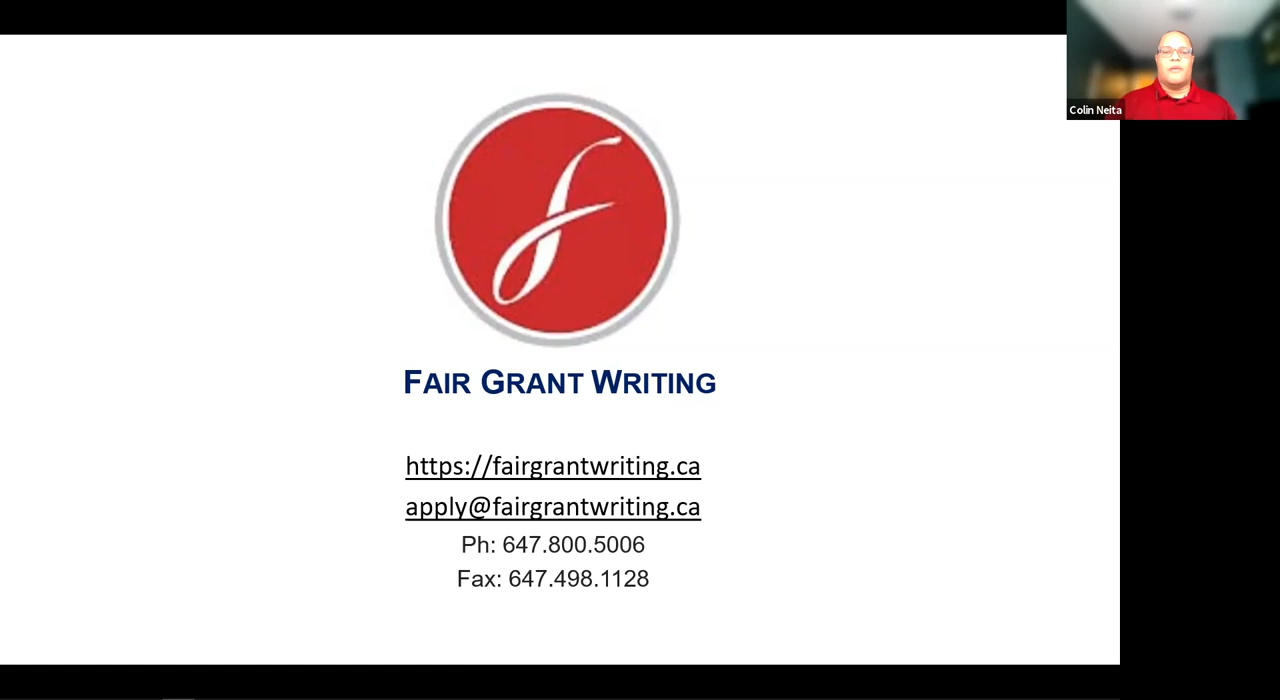 Colin Neita
FAIR GRANT WRITING
https://fairgrantwriting.ca
apply@fairgrantwriting.ca
Ph: 647.800.5006
Fax: 647.498.1128